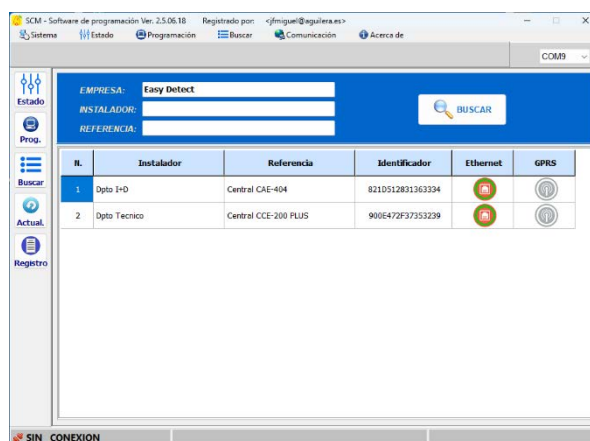 SCM - Software de programación Ver. 2.5.06.18 Registrado por: <jfmiguel@aguilera.es>
Sistema Estado Programación Buscar Comunicación Acerca de
COM9
Estado
Prog.
Buscar
Actual.
Registro
EMPRESA: Easy Detect
INSTALADOR:
REFERENCIA:
BUSCAR
N. Instalador Referencia Identificador Ethernet GPRS
1 Dpto I+D Central CAE-404 821D512831363334
2 Dpto Tecnico Central CCE-200 PLUS 900E472F37353239
SIN CONEXION